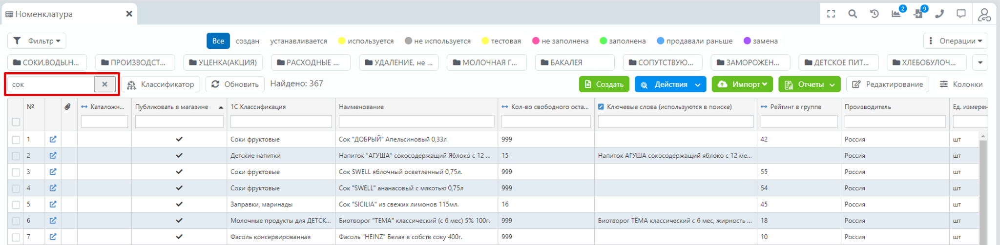 Номенклатура
2 9
Фильтр Все создан устанавливается используется не используется тестовая не заполнена заполнена продавали раньше замена Операции
СОКИ,ВОДЫ,Н... ПРОИЗВОДСТ... УЦЕНКА(АКЦИЯ) РАСХОДНЫЕ ... УДАЛЕНИЕ, не ... МОЛОЧНАЯ Г... БАКАЛЕЯ СОПУТСТВУЮ... ЗАМОРОЖЕН... ДЕТСКОЕ ПИТ... ХЛЕБОБУЛОЧ...
сок Классификатор Обновить Найдено: 367 Создать Действия Импорт Отчеты Редактирование Колонки
№ Каталожн... Публиковать в магазине 1С Классификация Наименование Кол-во свободного оста... Ключевые слова (используются в поиске) Рейтинг в группе Производитель Ед. измерен
1 Соки фруктовые Сок "ДОБРЫЙ" Апельсиновый 0,33л 999 42 Россия шт
2 Детские напитки Напиток "АГУША" сокосодержащий Яблоко с 12 ... 15 Напиток АГУША сокосодержащий яблоко с 12 ме... Россия шт
3 Соки фруктовые Сок SWELL яблочный осветленный 0,75л. 999 55 Россия шт
4 Соки фруктовые Сок "SWELL" ананасовый с мякотью 0,75л 999 54 Россия шт
5 Заправки, маринады Сок "SICILIA" из свежих лимонов 115мл. 16 45 Россия шт
6 Молочные продукты для ДЕТСК... Биотворог "ТЕМА" классический (с 6 мес) 5% 100г. 999 Биотворог ТЁМА классический с 6 мес, жирность ... 18 Россия шт
7 Фасоль консервированная Фасоль "HEINZ" Белая в собств соку 400г. 999 10 Россия шт